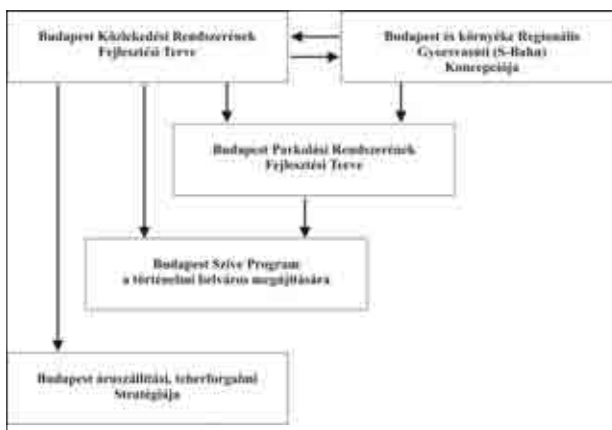 Budapest Közlekedési Rendszerének
Fejlesztési Terve
Budapest és környéke Regionális
Gyorsvasúti (S-Bahn)
Koncepciója
Budapest Parkolási Rendszerének
Fejlesztési Terve
Budapest Szíve Program
a történelmi belváros megújítására
Budapest áruszállítási, teherforgalmi
Stratégiája